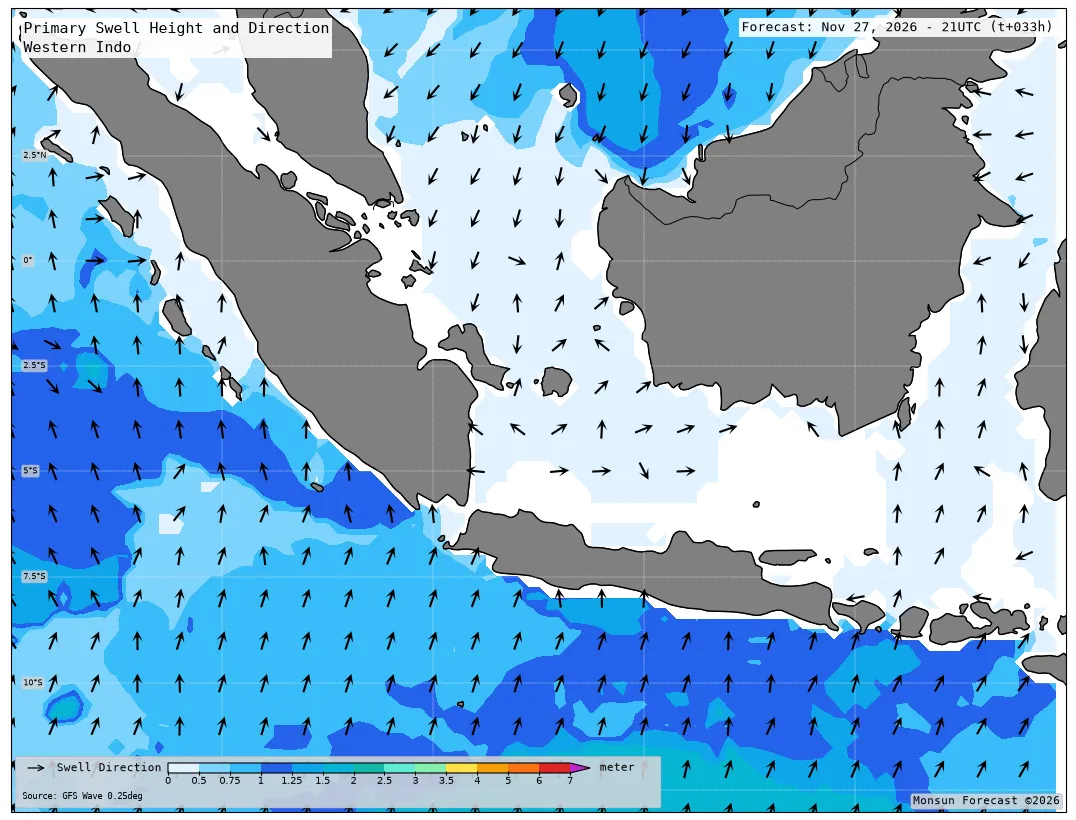 Primary Swell Height and Direction
Western Indo
Forecast: Nov 27, 2026 - 21UTC (t+033h)
2.5°N
0°
2.5°S
5°S
7.5°S
10°S
Swell Direction
0 0.5 0.75 1 1.25 1.5 2 2.5 3 3.5 4 5 6 7
meter
Source: GFS Wave 0.25deg
Monsun Forecast ©2026